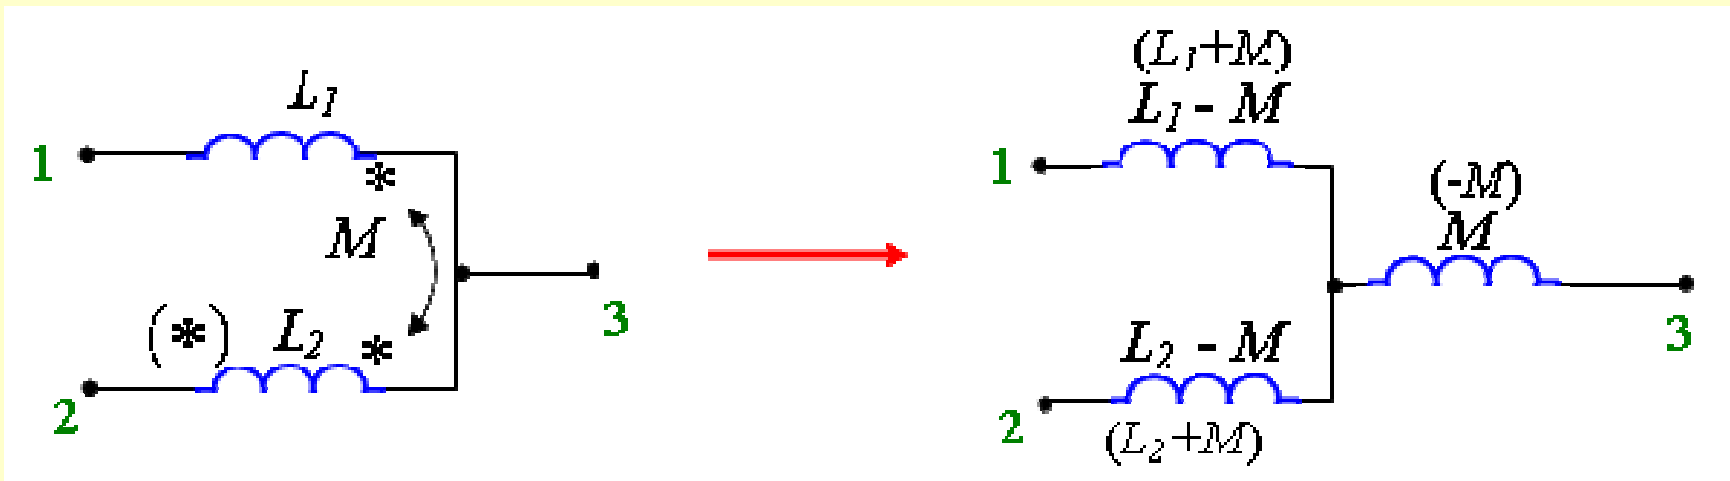 L₁
1
*
M
(*)
L₂
*
2
3
(L₁+M)
L₁ - M
1
(-M)
M
L₂ - M
2
(L₂+M)
3